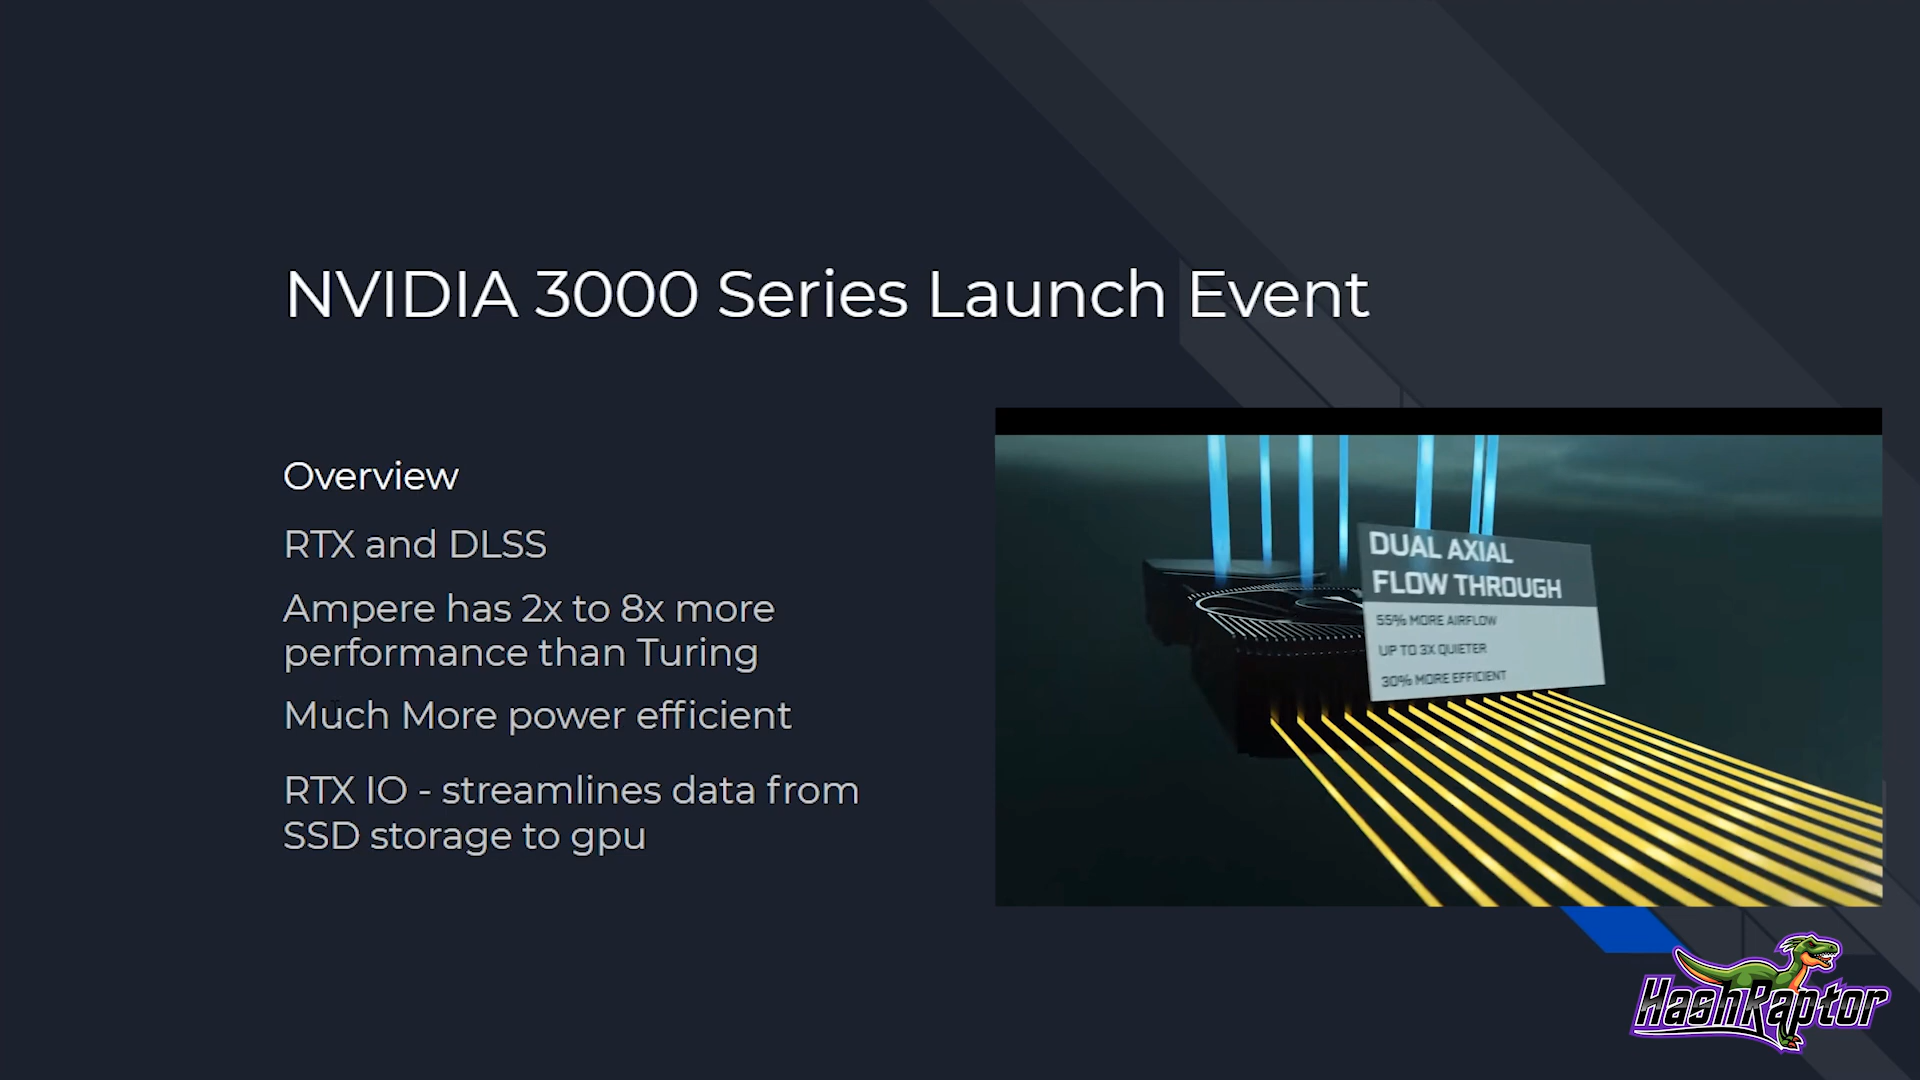 NVIDIA 3000 Series Launch Event
Overview
RTX and DLSS
Ampere has 2x to 8x more
performance than Turing
Much More power efficient
RTX IO - streamlines data from
SSD storage to gpu
DUAL AXIAL
FLOW THROUGH
55% MORE AIRFLOW
UP TO 3X QUIETER
30% MORE EFFICIENT
HashRaptor